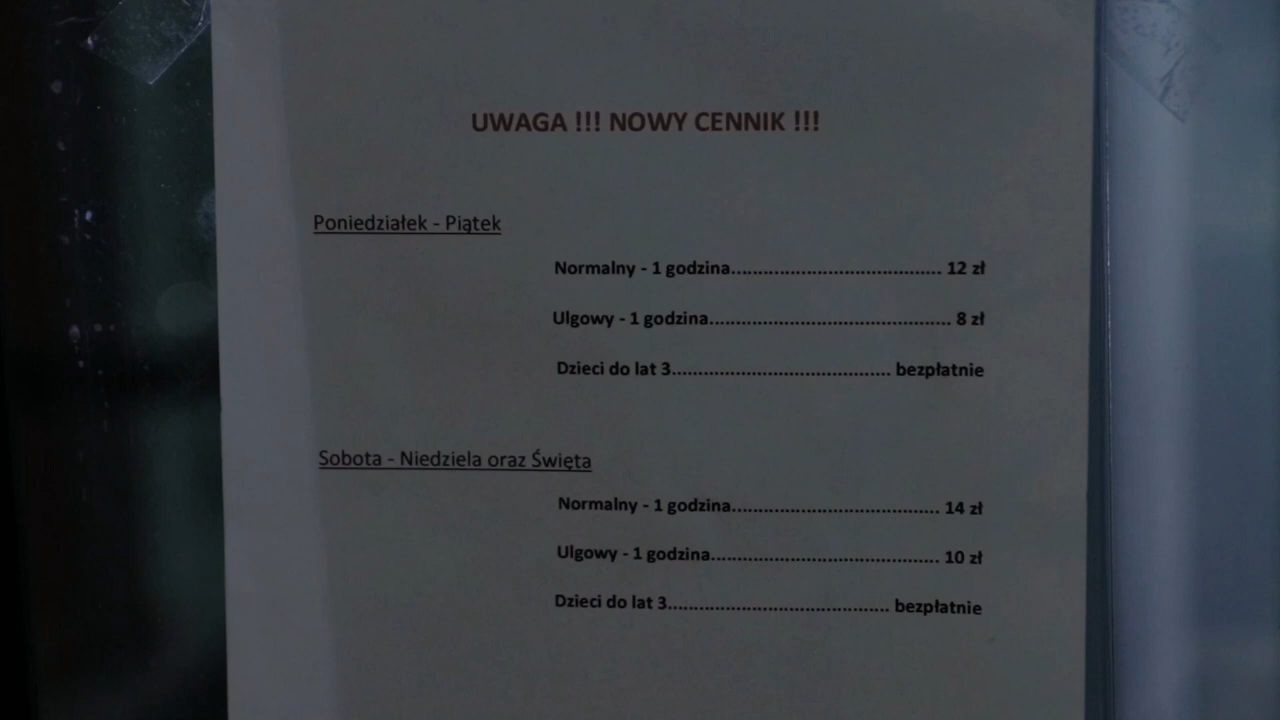 UWAGA !!! NOWY CENNIK !!!
Poniedziałek - Piątek
Normalny - 1 godzina........................................ 12 zł
Ulgowy - 1 godzina.............................................. 8 zł
Dzieci do lat 3.......................................... bezpłatnie
Sobota - Niedziela oraz Święta
Normalny - 1 godzina........................................ 14 zł
Ulgowy - 1 godzina............................................ 10 zł
Dzieci do lat 3.......................................... bezpłatnie